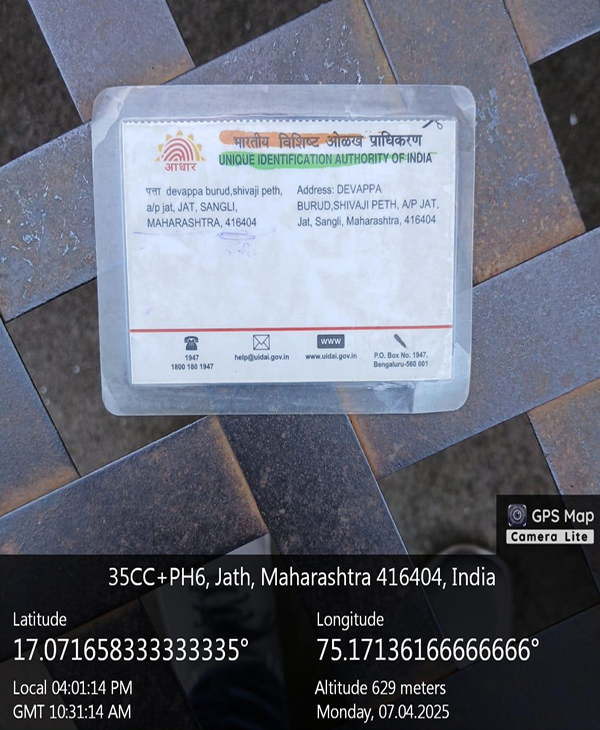 आधार
भारतीय विशिष्ट ओळख प्राधिकरण
UNIQUE IDENTIFICATION AUTHORITY OF INDIA
पत्ता devappa burud,shivaji peth,
a/p jat, JAT, SANGLI,
MAHARASHTRA, 416404
Address: DEVAPPA
BURUD,SHIVAJI PETH, A/P JAT,
Jat, Sangli, Maharashtra, 416404
1947
1800 180 1947
help@uidai.gov.in
www
www.uidai.gov.in
P.O. Box No. 1947,
Bengaluru-560 001
GPS Map
Camera Lite
35CC+PH6, Jath, Maharashtra 416404, India
Latitude
17.071658333333335°
Longitude
75.17136166666666°
Local 04:01:14 PM
GMT 10:31:14 AM
Altitude 629 meters
Monday, 07.04.2025